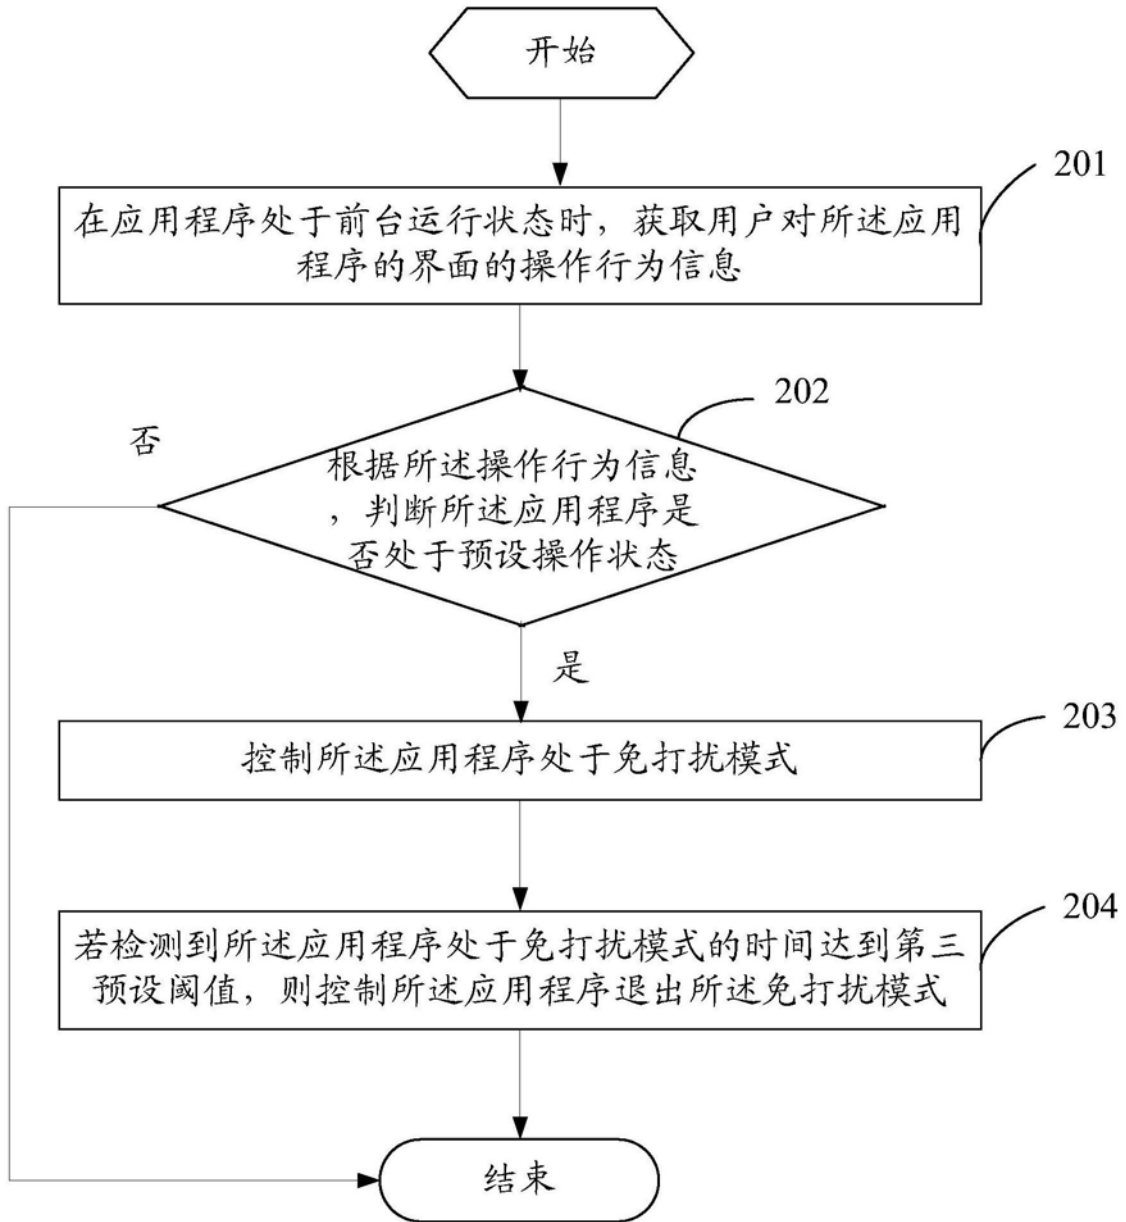 开始
201
在应用程序处于前台运行状态时，获取用户对所述应用
程序的界面的操作行为信息
202
否
根据所述操作行为信息
，判断所述应用程序是
否处于预设操作状态
是
203
控制所述应用程序处于免打扰模式
204
若检测到所述应用程序处于免打扰模式的时间达到第三
预设阈值，则控制所述应用程序退出所述免打扰模式
结束